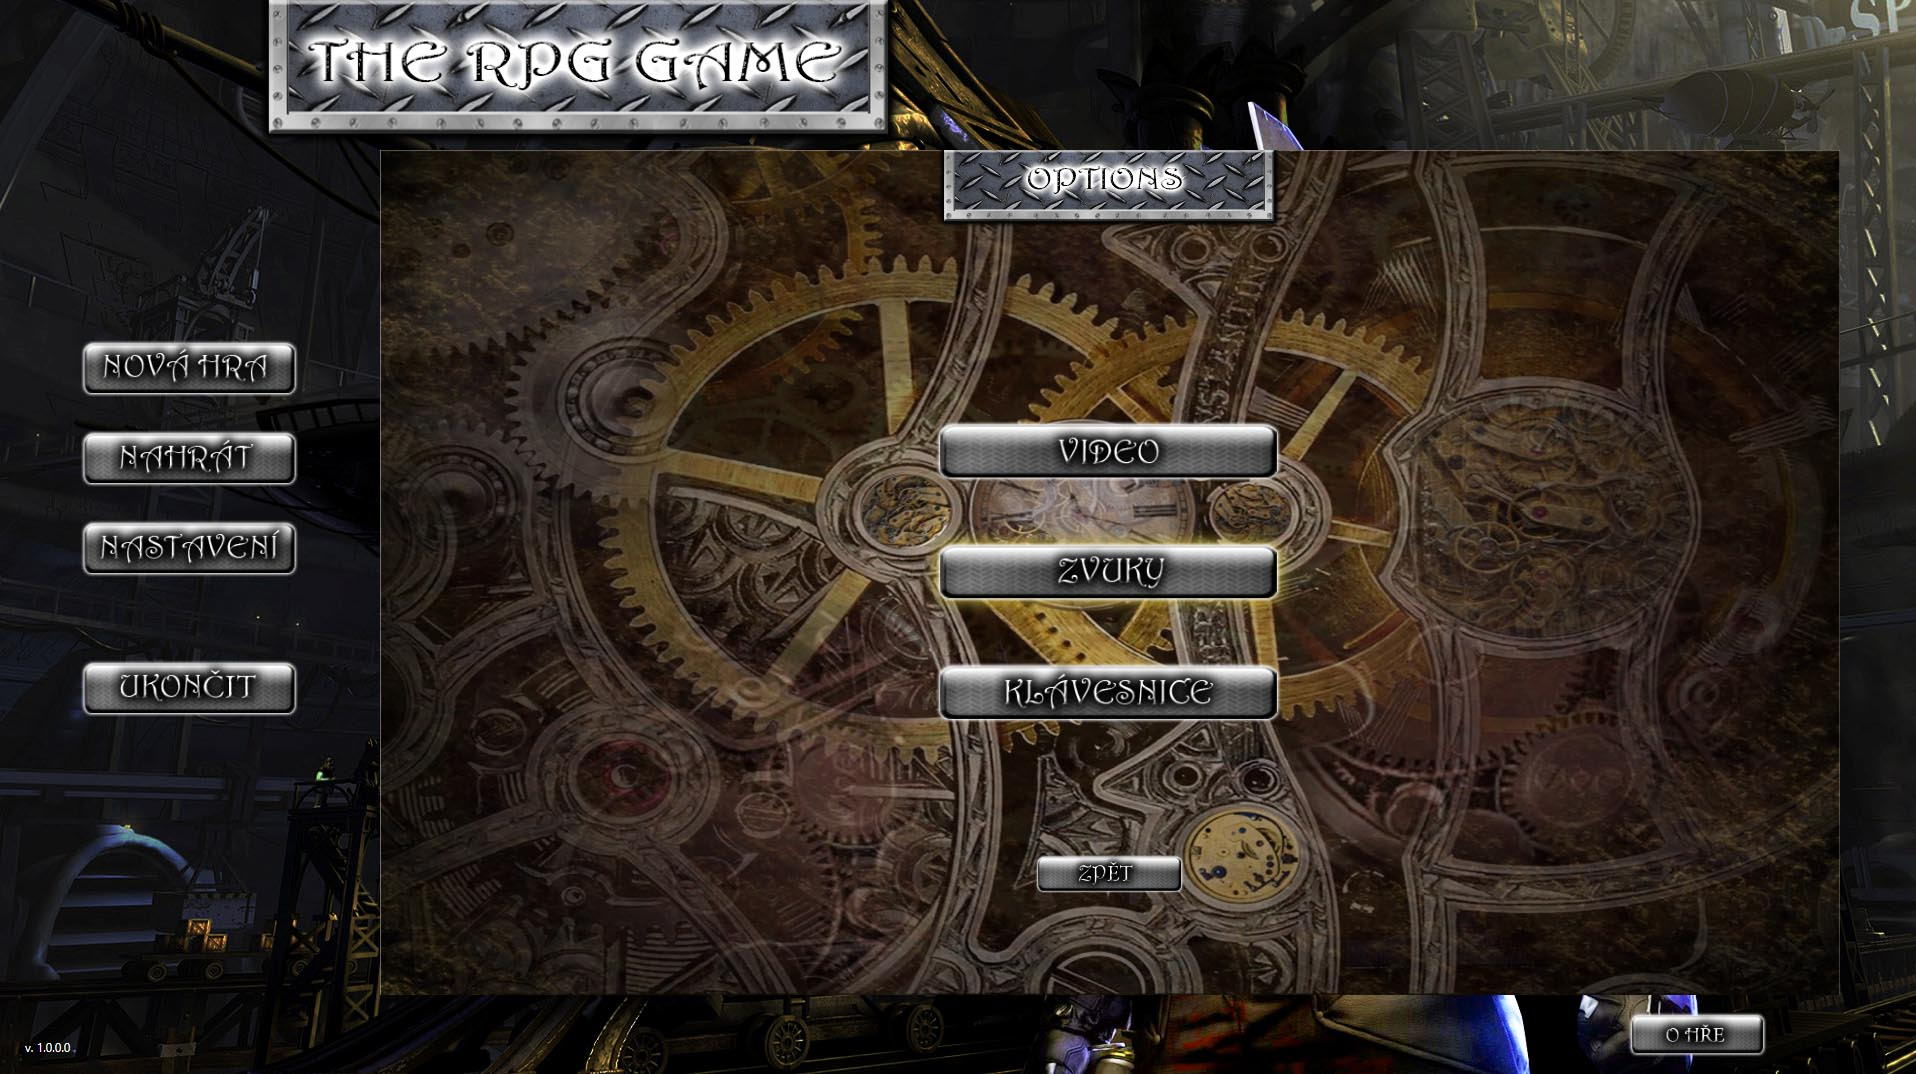 THE RPG GAME
OPTIONS
NOVÁ HRA
NAHRÁT
NASTAVENÍ
UKONČIT
VIDEO
ZVUKY
KLÁVESNICE
ZPĚT
O HŘE
v. 1.0.0.0